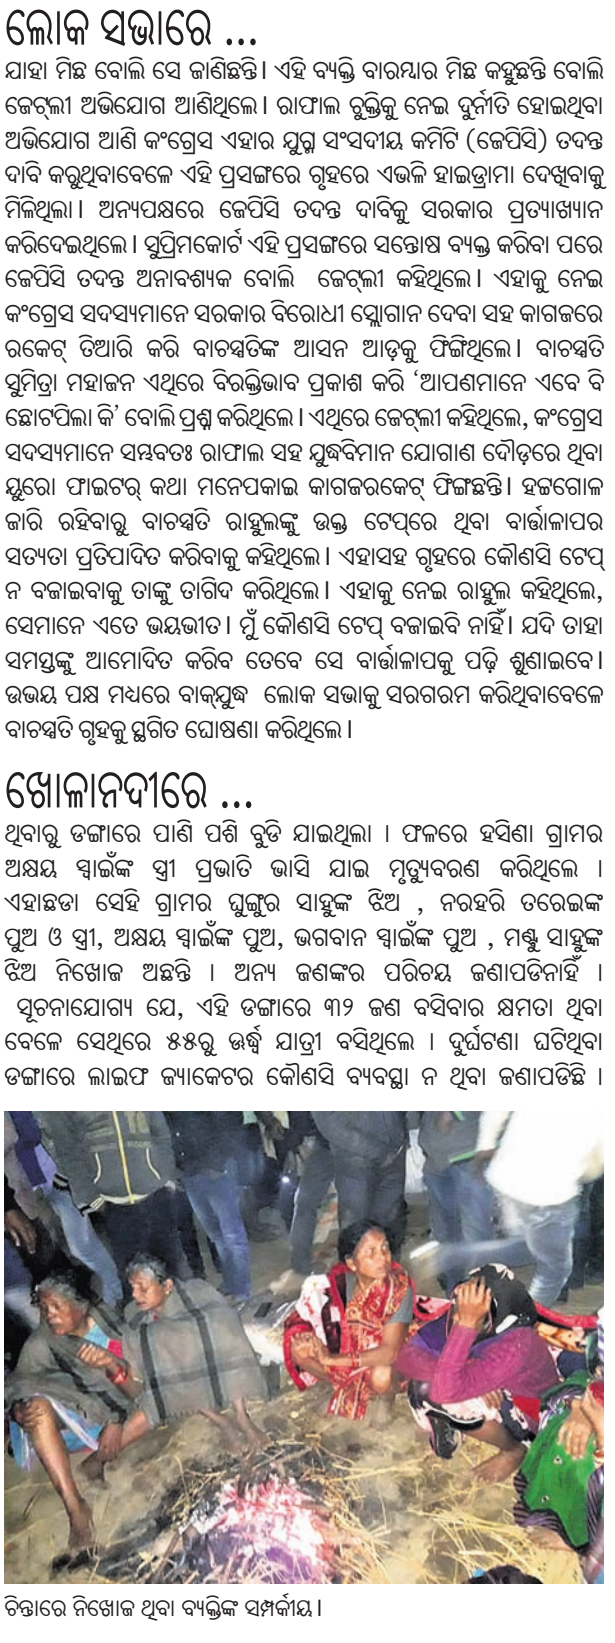 ଲୋକ ସଭାରେ ...
ଯାହା ମିଛ ବୋଲି ସେ ଜାଣିଛନ୍ତି। ଏହି ବ୍ୟକ୍ତି ବାରମ୍ବାର ମିଛ କହୁଛନ୍ତି ବୋଲି
ଜେଟ୍‌ଲୀ ଅଭିଯୋଗ ଆଣିଥିଲେ। ରାଫାଲ ଚୁକ୍ତିକୁ ନେଇ ଦୁର୍ନୀତି ହୋଇଥିବା
ଅଭିଯୋଗ ଆଣି କଂଗ୍ରେସ ଏହାର ଯୁଗ୍ମ ସଂସଦୀୟ କମିଟି (ଜେପିସି) ତଦନ୍ତ
ଦାବି କରୁଥିବାବେଳେ ଏହି ପ୍ରସଙ୍ଗରେ ଗୃହରେ ଏଭଳି ହାଇଡ୍ରାମା ଦେଖିବାକୁ
ମିଳିଥିଲା। ଅନ୍ୟପକ୍ଷରେ ଜେପିସି ତଦନ୍ତ ଦାବିକୁ ସରକାର ପ୍ରତ୍ୟାଖ୍ୟାନ
କରିଦେଇଥିଲେ। ସୁପ୍ରିମକୋର୍ଟ ଏହି ପ୍ରସଙ୍ଗରେ ସନ୍ତୋଷ ବ୍ୟକ୍ତ କରିବା ପରେ
ଜେପିସି ତଦନ୍ତ ଅନାବଶ୍ୟକ ବୋଲି ଜେଟ୍‌ଲୀ କହିଥିଲେ। ଏହାକୁ ନେଇ
କଂଗ୍ରେସ ସଦସ୍ୟମାନେ ସରକାର ବିରୋଧୀ ସ୍ଲୋଗାନ ଦେବା ସହ କାଗଜରେ
ରକେଟ୍ ତିଆରି କରି ବାଚସ୍ପତିଙ୍କ ଆସନ ଆଡ଼କୁ ଫିଙ୍ଗିଥିଲେ। ବାଚସ୍ପତି
ସୁମିତ୍ରା ମହାଜନ ଏଥିରେ ବିରକ୍ତିଭାବ ପ୍ରକାଶ କରି ‘ଆପଣମାନେ ଏବେ ବି
ଛୋଟପିଲା କି’ ବୋଲି ପ୍ରଶ୍ନ କରିଥିଲେ। ଏଥିରେ ଜେଟ୍‌ଲୀ କହିଥିଲେ, କଂଗ୍ରେସ
ସଦସ୍ୟମାନେ ସମ୍ଭବତଃ ରାଫାଲ ସହ ଯୁଦ୍ଧବିମାନ ଯୋଗାଣ ଦୌଡ଼ରେ ଥିବା
ୟୁରୋ ଫାଇଟର୍ କଥା ମନେପକାଇ କାଗଜରକେଟ୍ ଫିଙ୍ଗଛନ୍ତି। ହଟ୍ଟଗୋଳ
ଜାରି ରହିବାରୁ ବାଚସ୍ପତି ରାହୁଲଙ୍କୁ ଉକ୍ତ ଟେପ୍‌ରେ ଥିବା ବାର୍ତ୍ତାଳାପର
ସତ୍ୟତା ପ୍ରତିପାଦିତ କରିବାକୁ କହିଥିଲେ। ଏହାସହ ଗୃହରେ କୌଣସି ଟେପ୍
ନ ବଜାଇବାକୁ ତାଙ୍କୁ ତାଗିଦ କରିଥିଲେ। ଏହାକୁ ନେଇ ରାହୁଲ କହିଥିଲେ,
ସେମାନେ ଏତେ ଭୟଭୀତ। ମୁଁ କୌଣସି ଟେପ୍ ବଜାଇବି ନାହିଁ। ଯଦି ତାହା
ସମସ୍ତଙ୍କୁ ଆମୋଦିତ କରିବ ତେବେ ସେ ବାର୍ତ୍ତାଳାପକୁ ପଢ଼ି ଶୁଣାଇବେ।
ଉଭୟ ପକ୍ଷ ମଧ୍ୟରେ ବାକ୍‌ଯୁଦ୍ଧ ଲୋକ ସଭାକୁ ସରଗରମ କରିଥିବାବେଳେ
ବାଚସ୍ପତି ଗୃହକୁ ସ୍ଥଗିତ ଘୋଷଣା କରିଥିଲେ।
ଖୋଳାନଦୀରେ ...
ଥିବାରୁ ଡଙ୍ଗାରେ ପାଣି ପଶି ବୁଡି ଯାଇଥିଲା । ଫଳରେ ହସିଣା ଗ୍ରାମର
ଅକ୍ଷୟ ସ୍ୱାଇଁଙ୍କ ସ୍ତ୍ରୀ ପ୍ରଭାତି ଭାସି ଯାଇ ମୃତ୍ୟୁବରଣ କରିଥିଲେ ।
ଏହାଛଡା ସେହି ଗ୍ରାମର ଘୁଙ୍ଗୁର ସାହୁଙ୍କ ଝିଅ , ନରହରି ତରେଇଙ୍କ
ପୁଅ ଓ ସ୍ତ୍ରୀ, ଅକ୍ଷୟ ସ୍ୱାଇଁଙ୍କ ପୁଅ, ଭଗବାନ ସ୍ୱାଇଁଙ୍କ ପୁଅ , ମଣ୍ଟୁ ସାହୁଙ୍କ
ଝିଅ ନିଖୋଜ ଅଛନ୍ତି । ଅନ୍ୟ ଜଣଙ୍କର ପରିଚୟ ଜଣାପଡିନାହିଁ ।
ସୂଚନାଯୋଗ୍ୟ ଯେ, ଏହି ଡଙ୍ଗାରେ ୩୨ ଜଣ ବସିବାର କ୍ଷମତା ଥିବା
ବେଳେ ସେଥିରେ ୫୫ରୁ ଊର୍ଦ୍ଧ୍ୱ ଯାତ୍ରୀ ବସିଥିଲେ । ଦୁର୍ଘଟଣା ଘଟିଥିବା
ଡଙ୍ଗାରେ ଲାଇଫ ଜ୍ୟାକେଟର କୌଣସି ବ୍ୟବସ୍ଥା ନ ଥିବା ଜଣାପଡିଛି ।
ଚିନ୍ତାରେ ନିଖୋଜ ଥିବା ବ୍ୟକ୍ତିଙ୍କ ସମ୍ପର୍କୀୟ।